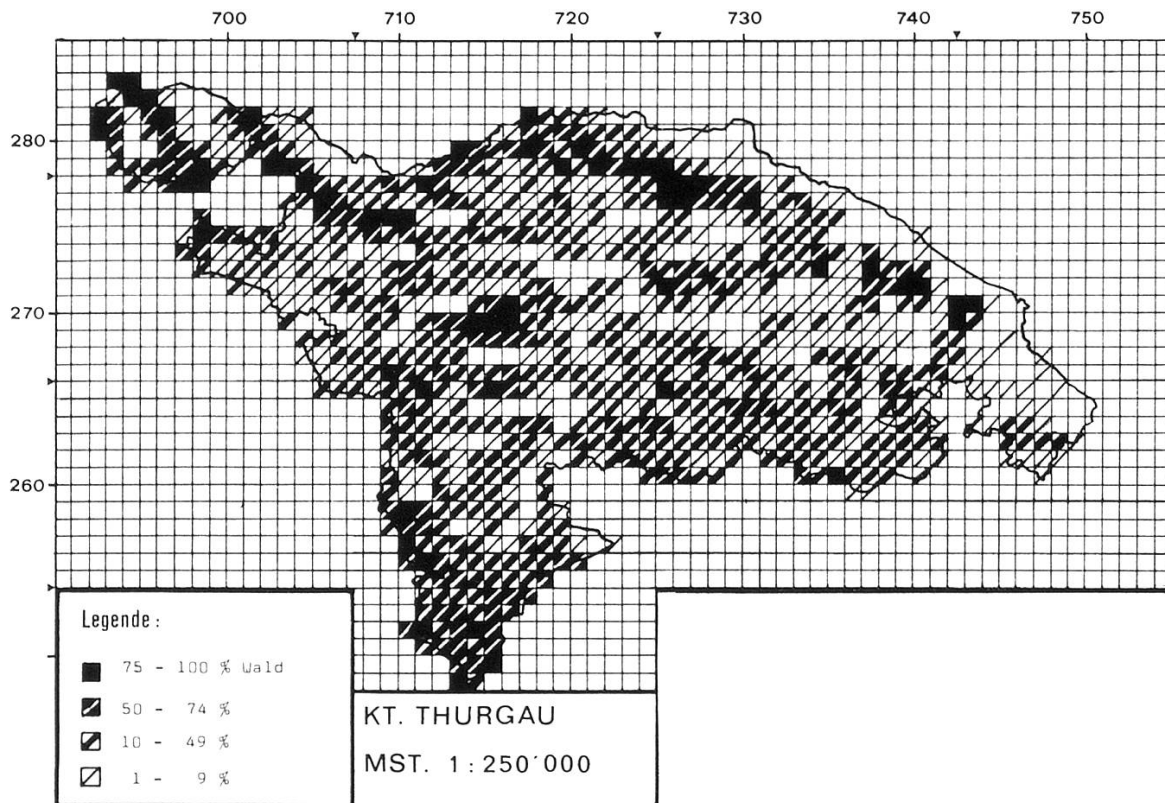 700 710 720 730 740 750
280
270
260
Legende :
75 - 100 % Wald
50 - 74 %
10 - 49 %
1 - 9 %
KT. THURGAU
MST. 1 : 250'000